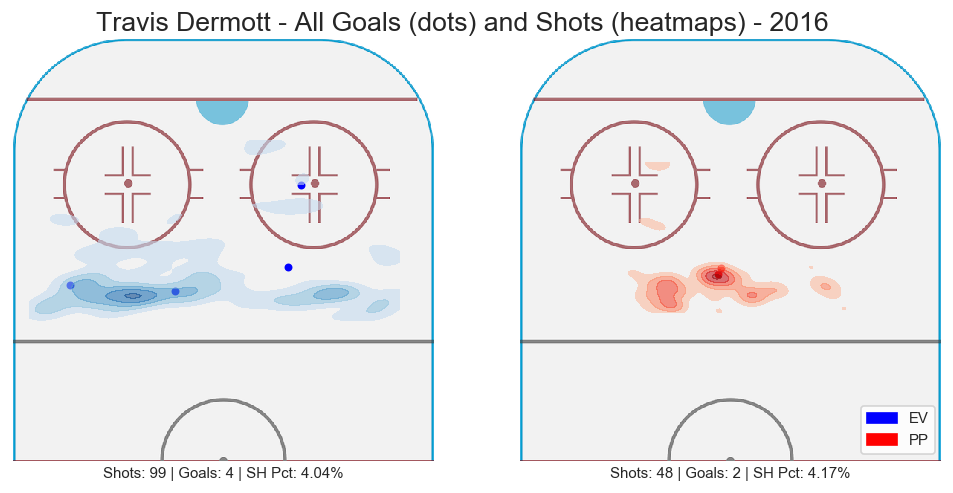 Travis Dermott - All Goals (dots) and Shots (heatmaps) - 2016
EV
PP
Shots: 99 | Goals: 4 | SH Pct: 4.04%
Shots: 48 | Goals: 2 | SH Pct: 4.17%